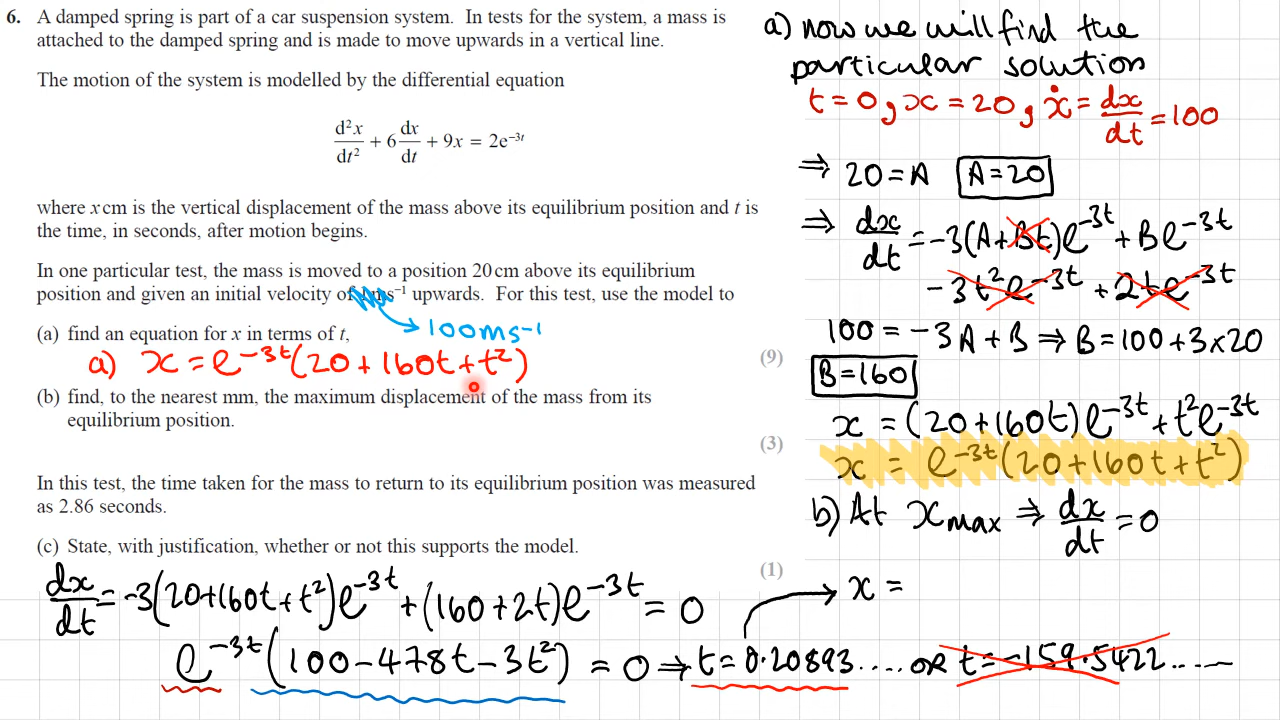 6. A damped spring is part of a car suspension system. In tests for the system, a mass is
attached to the damped spring and is made to move upwards in a vertical line.
The motion of the system is modelled by the differential equation
d²x/dt² + 6 dx/dt + 9x = 2e⁻³ᵗ
where x cm is the vertical displacement of the mass above its equilibrium position and t is
the time, in seconds, after motion begins.
In one particular test, the mass is moved to a position 20 cm above its equilibrium
position and given an initial velocity of ms⁻¹ upwards. For this test, use the model to
100ms⁻¹
(a) find an equation for x in terms of t,
(9)
a) x = e⁻³ᵗ(20+160t+t²)
(b) find, to the nearest mm, the maximum displacement of the mass from its
equilibrium position.
(3)
In this test, the time taken for the mass to return to its equilibrium position was measured
as 2.86 seconds.
(c) State, with justification, whether or not this supports the model.
(1)
a) now we will find the
particular solution
t = 0, x = 20, ẋ = dx/dt = 100
⇒ 20 = A A = 20
⇒ dx/dt = -3(A+Bt)e⁻³ᵗ + Be⁻³ᵗ
-3t²e⁻³ᵗ + 2te⁻³ᵗ
100 = -3A + B ⇒ B = 100 + 3×20
B = 160
x = (20+160t)e⁻³ᵗ + t²e⁻³ᵗ
x = e⁻³ᵗ(20+160t+t²)
b) At xmax ⇒ dx/dt = 0
dx/dt = -3(20+160t+t²)e⁻³ᵗ + (160+2t)e⁻³ᵗ = 0
x =
e⁻³ᵗ(100-478t-3t²) = 0 ⇒ t = 0.20893.... OR t = -159.5422......